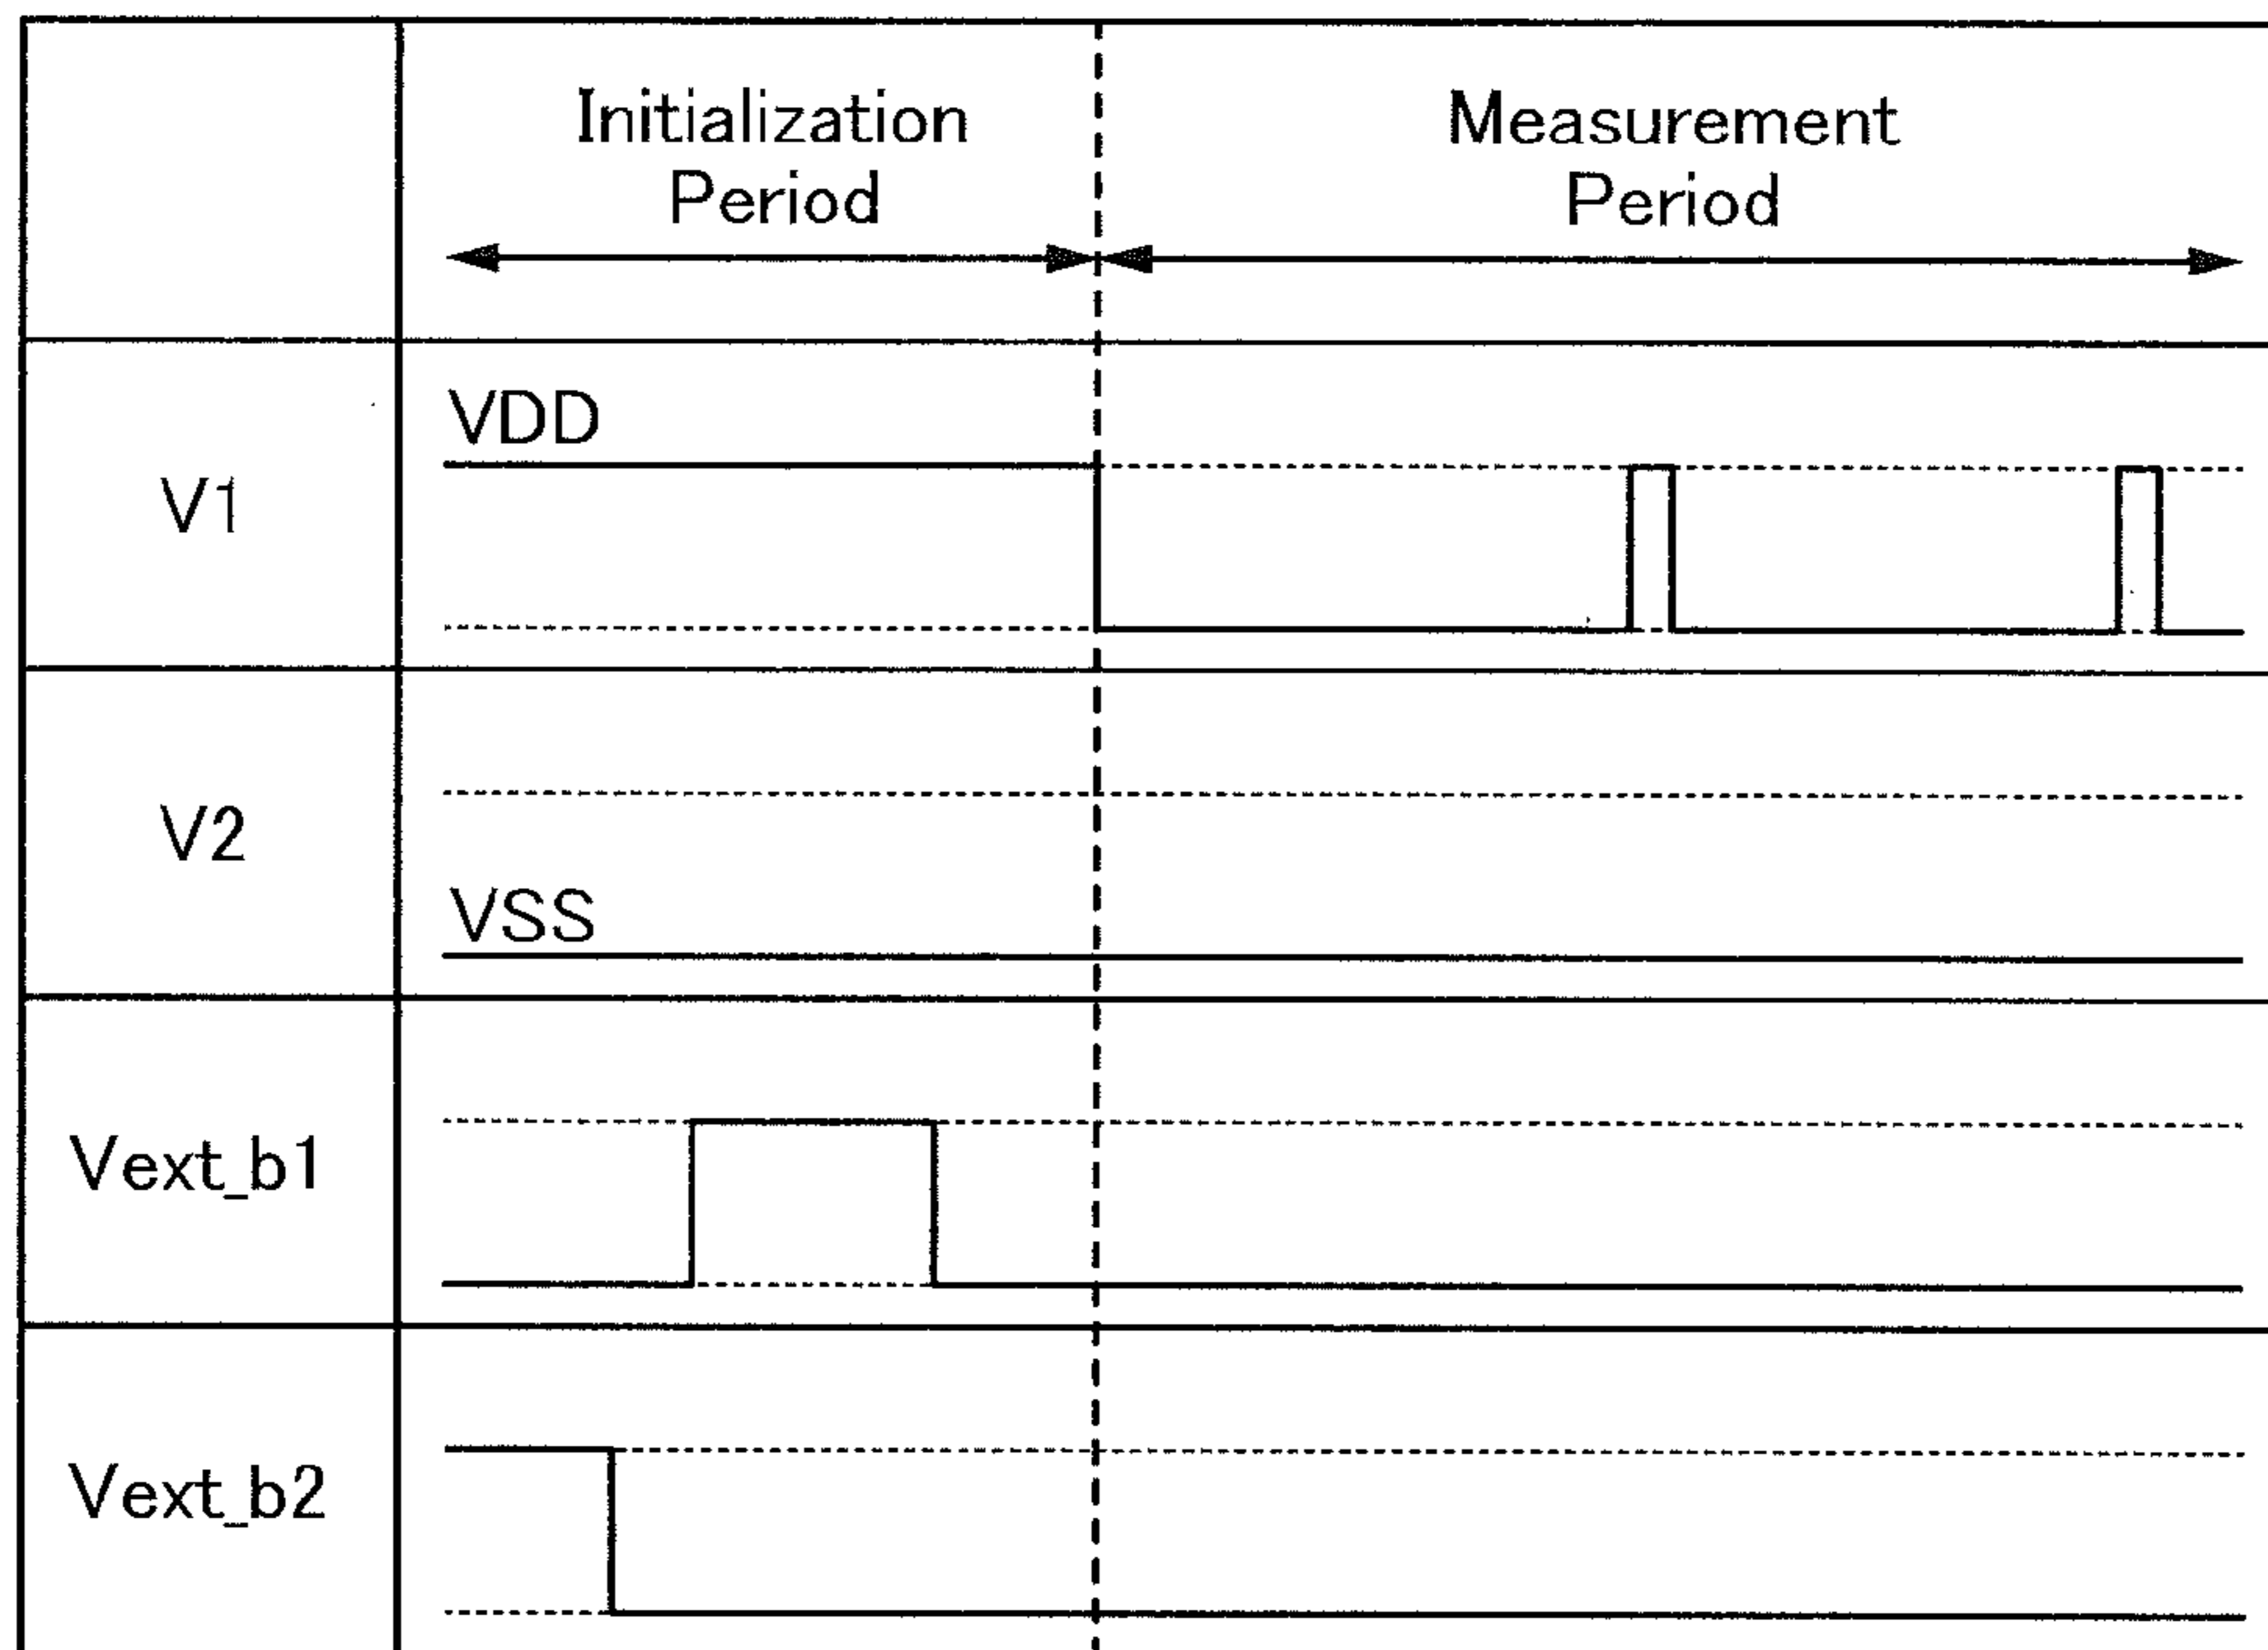 Initialization
Period
Measurement
Period
V1
VDD
V2
VSS
Vext_b1
Vext_b2